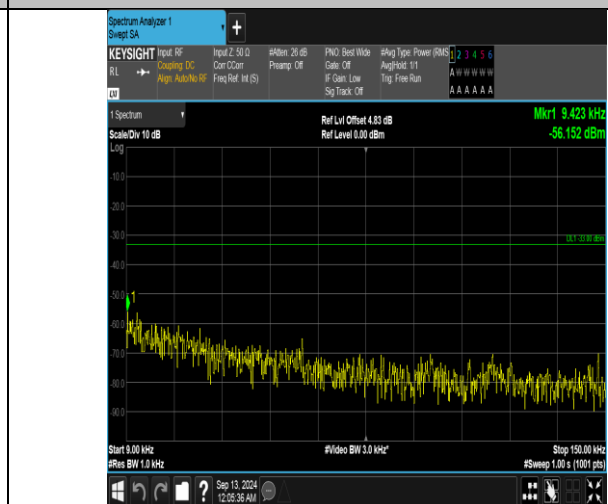 Spectrum Analyzer 1
Swept SA
+
KEYSIGHT
RL
Input: RF
Coupling: DC
Align: Auto/No RF
Input Z: 50 Ω
Corr CCorr
Freq Ref: Int (S)
#Atten: 26 dB
Preamp: Off
PNO: Best Wide
Gate: Off
IF Gain: Low
Sig Track: Off
#Avg Type: Power (RMS
Avg|Hold: 1/1
Trig: Free Run
1 2 3 4 5 6
A W W W W W
A A A A A A
1 Spectrum
Scale/Div 10 dB
Ref Lvl Offset 4.83 dB
Ref Level 0.00 dBm
Mkr1 9.423 kHz
-56.152 dBm
Log
-10.0
-20.0
-30.0
DL1 -33.00 dBm
-40.0
-50.0
1
-60.0
-70.0
-80.0
-90.0
Start 9.00 kHz
#Video BW 3.0 kHz*
Stop 150.00 kHz
#Res BW 1.0 kHz
#Sweep 1.00 s (1001 pts)
?
Sep 13, 2024
12:05:36 AM